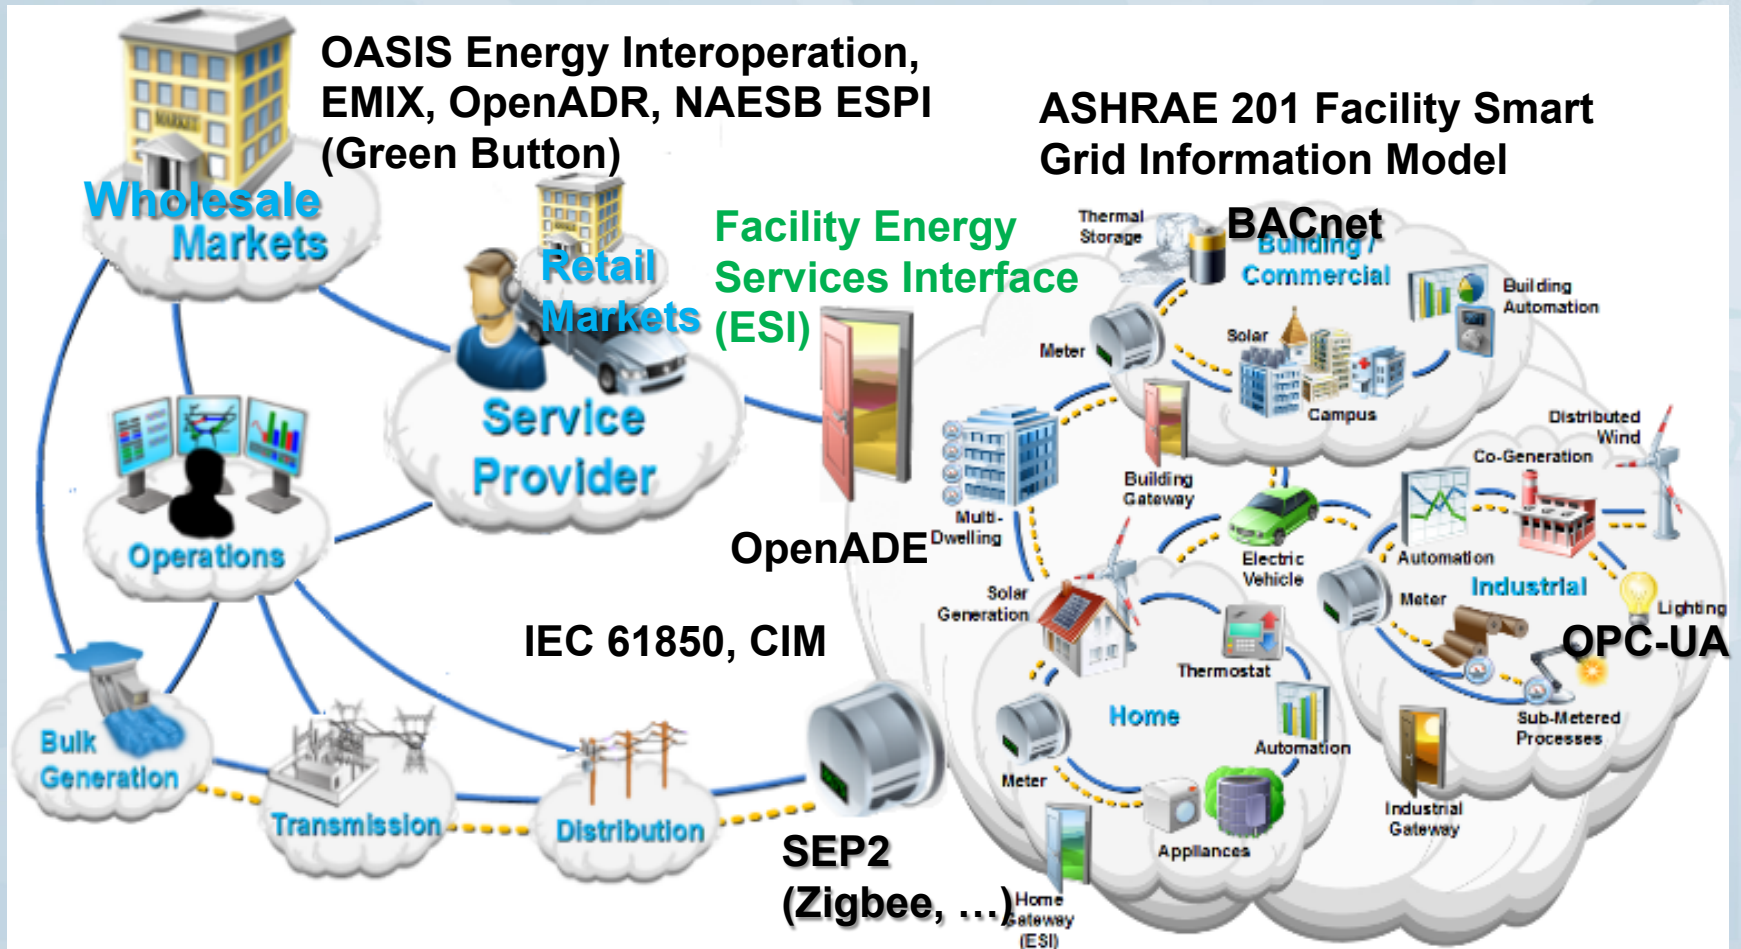 OASIS Energy Interoperation,
EMIX, OpenADR, NAESB ESPI
(Green Button)
ASHRAE 201 Facility Smart
Grid Information Model
MARKET
Wholesale
Markets
Retail
Markets
Facility Energy
Services Interface
(ESI)
Thermal
Storage
BACnet
Building /
Commercial
Building
Automation
Meter
Solar
Campus
Service
Provider
Building
Gateway
Distributed
Wind
Co-Generation
Multi-
Dwelling
OpenADE
Operations
Electric
Vehicle
Automation
Industrial
Meter
Lighting
OPC-UA
Solar
Generation
IEC 61850, CIM
Thermostat
Home
Sub-Metered
Processes
Bulk
Generation
Automation
Meter
Transmission
Distribution
Industrial
Gateway
Appliances
SEP2
(Zigbee, …)
Home
Gateway
(ESI)